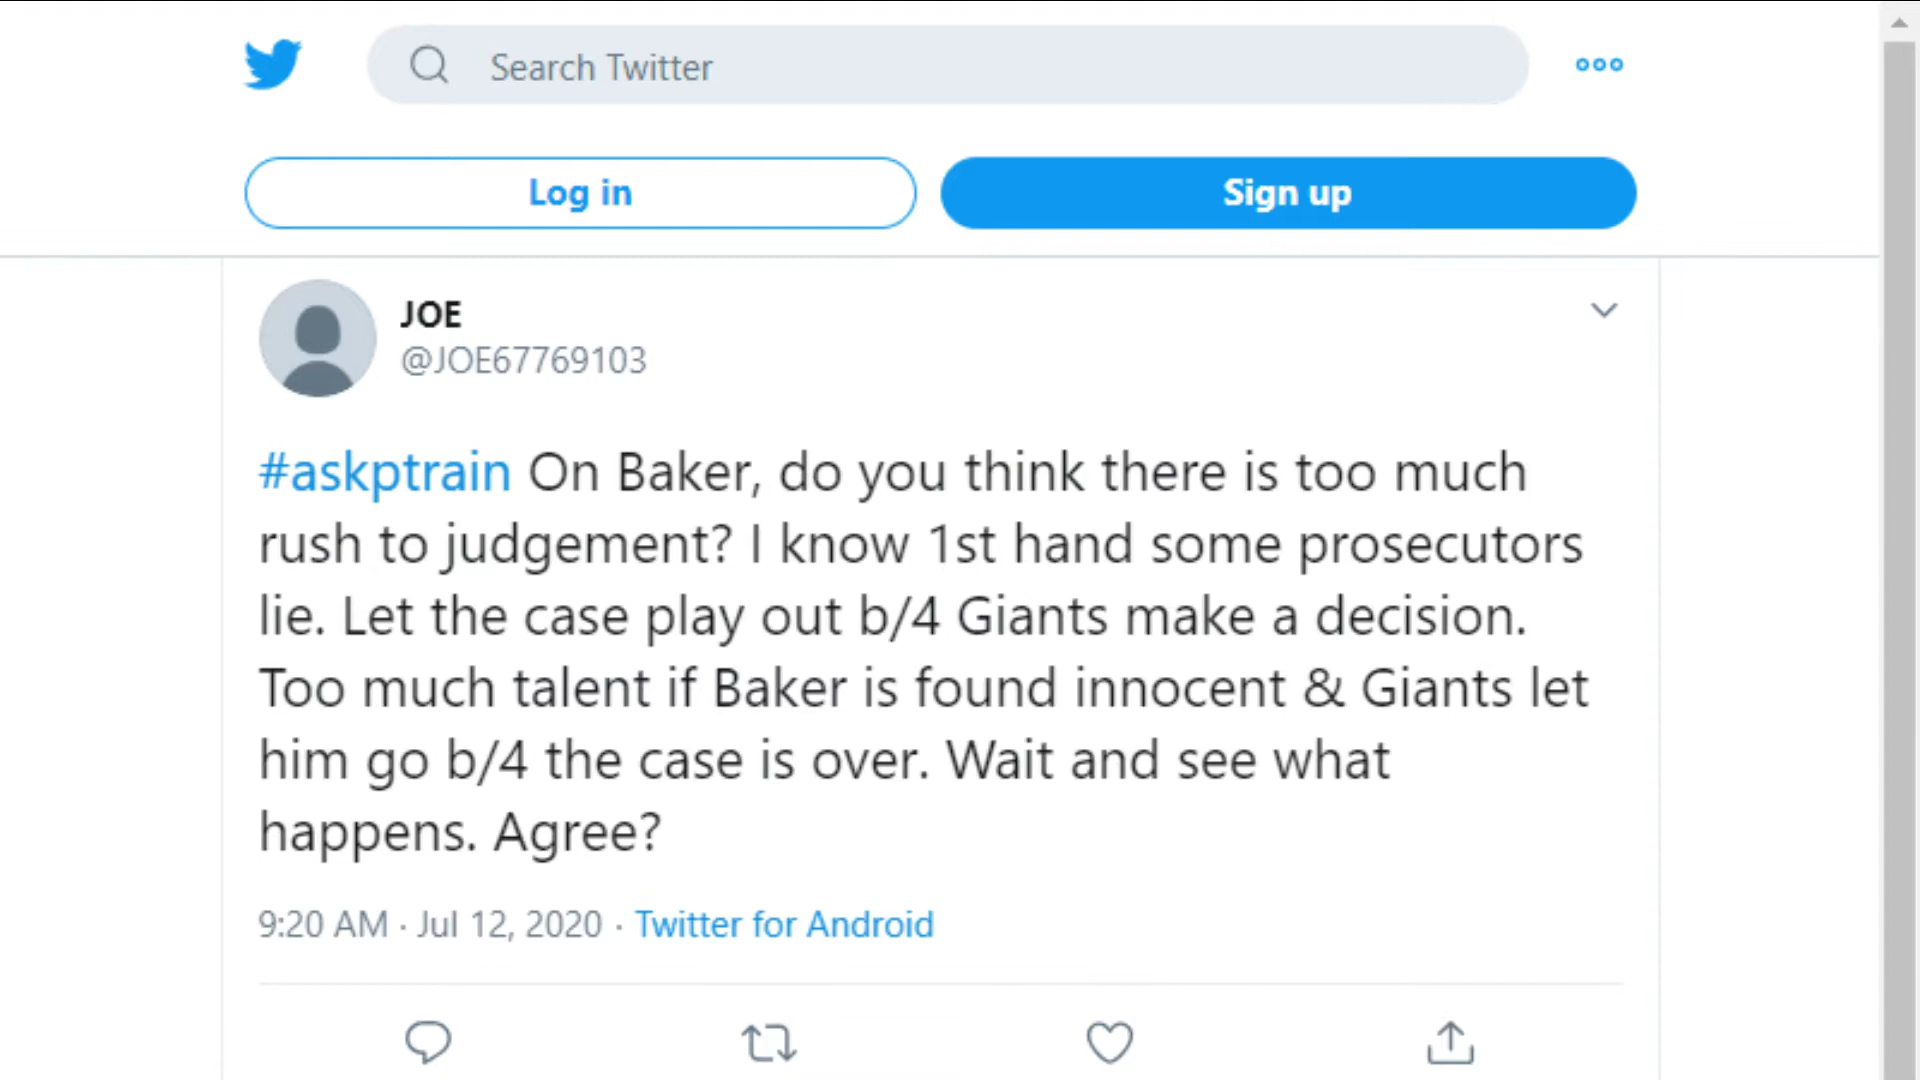 Search Twitter
Log in
Sign up
JOE
@JOE67769103
#askptrain On Baker, do you think there is too much
rush to judgement? I know 1st hand some prosecutors
lie. Let the case play out b/4 Giants make a decision.
Too much talent if Baker is found innocent & Giants let
him go b/4 the case is over. Wait and see what
happens. Agree?
9:20 AM · Jul 12, 2020 · Twitter for Android